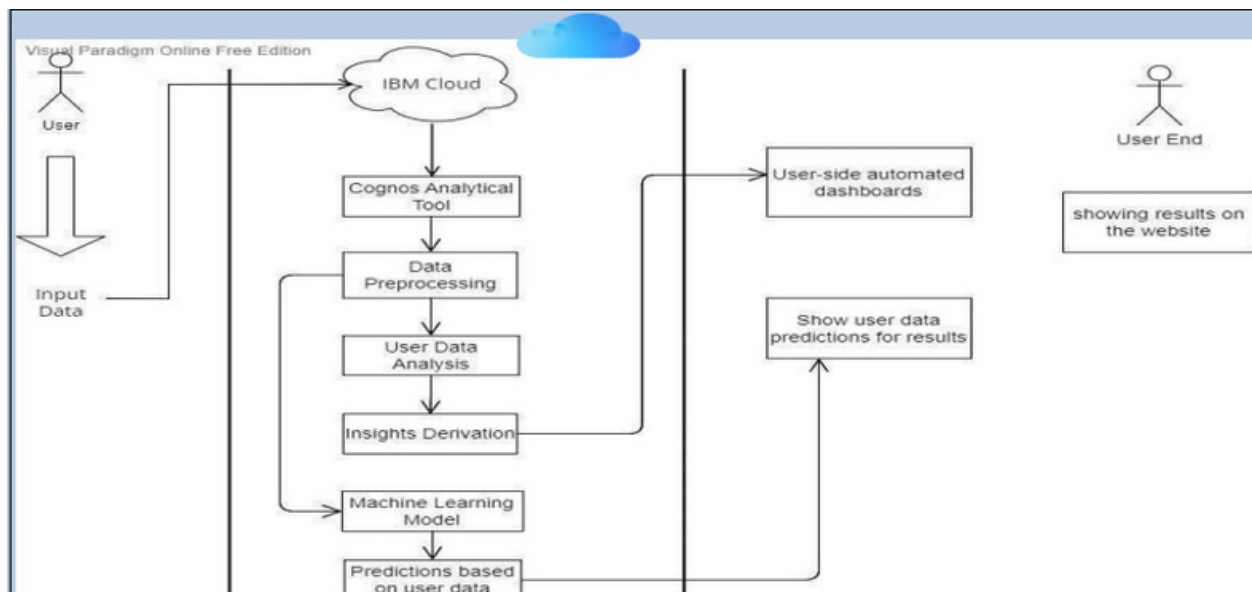 Visual Paradigm Online Free Edition
User
Input
Data
IBM Cloud
Cognos Analytical
Tool
Data
Preprocessing
User Data
Analysis
Insights Derivation
Machine Learning
Model
Predictions based
on user data
User-side automated
dashboards
Show user data
predictions for results
User End
showing results on
the website